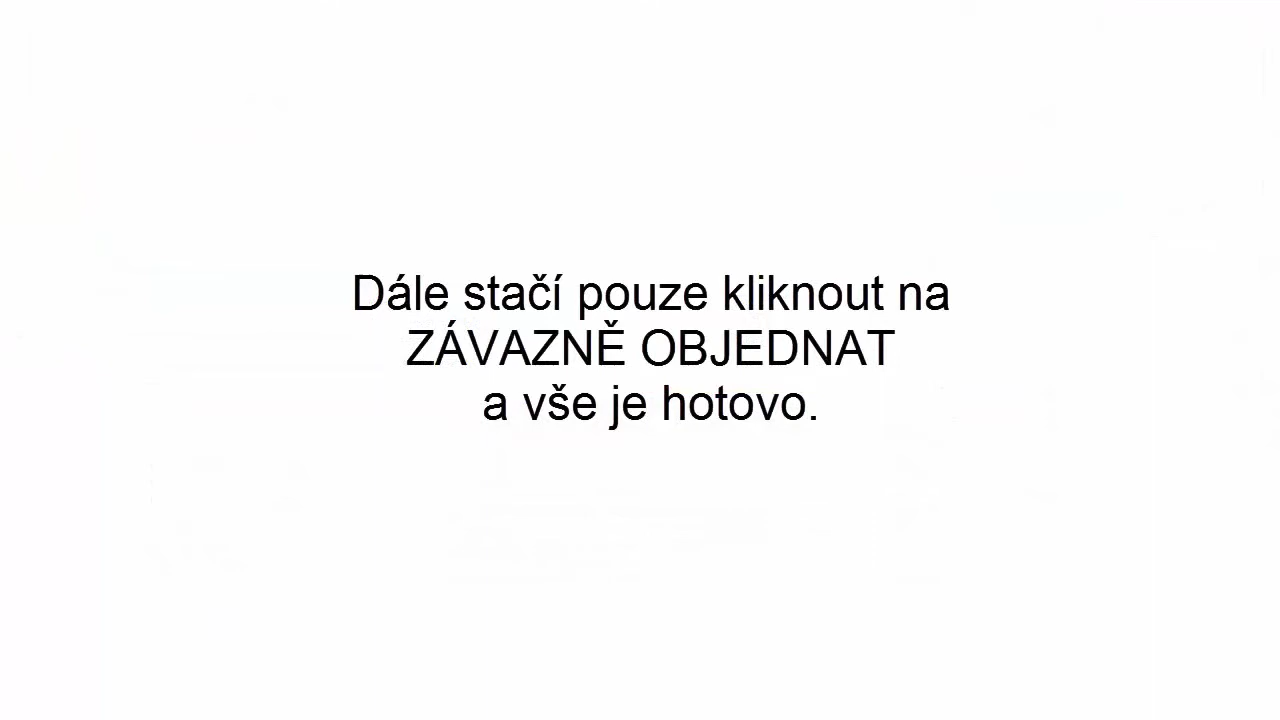 Dále stačí pouze kliknout na
ZÁVAZNĚ OBJEDNAT
a vše je hotovo.